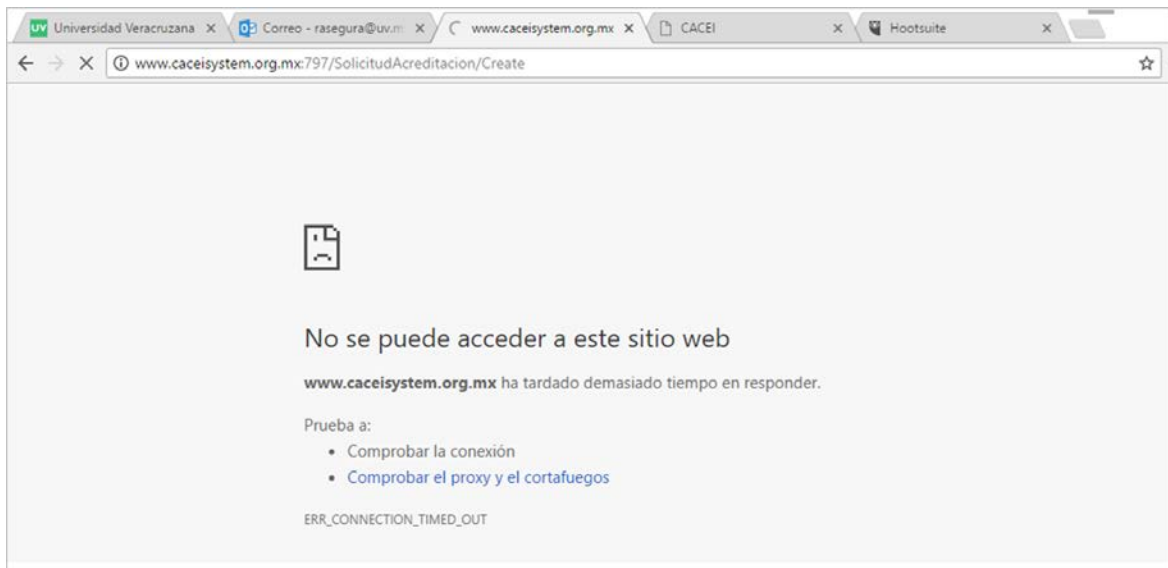 UV Universidad Veracruzana
Correo - rasegura@uv.m
www.caceisystem.org.mx
CACEI
Hootsuite
www.caceisystem.org.mx:797/SolicitudAcreditacion/Create
No se puede acceder a este sitio web
www.caceisystem.org.mx ha tardado demasiado tiempo en responder.
Prueba a:
• Comprobar la conexión
• Comprobar el proxy y el cortafuegos
ERR_CONNECTION_TIMED_OUT